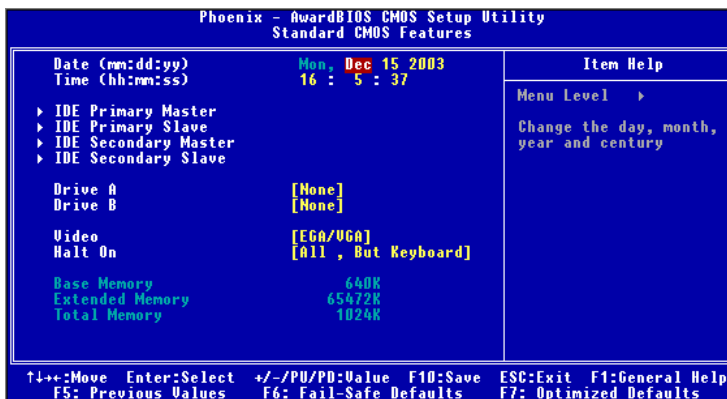 Phoenix - AwardBIOS CMOS Setup Utility
Standard CMOS Features
Date (mm:dd:yy) Mon, Dec 15 2003
Time (hh:mm:ss) 16 : 5 : 37
IDE Primary Master
IDE Primary Slave
IDE Secondary Master
IDE Secondary Slave
Drive A [None]
Drive B [None]
Video [EGA/VGA]
Halt On [All , But Keyboard]
Base Memory 640K
Extended Memory 65472K
Total Memory 1024K
Item Help
Menu Level
Change the day, month,
year and century
↑↓→←:Move Enter:Select +/-/PU/PD:Value F10:Save ESC:Exit F1:General Help
F5: Previous Values F6: Fail-Safe Defaults F7: Optimized Defaults